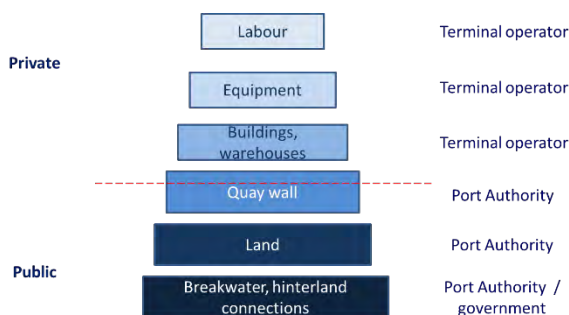 Labour
Terminal operator
Private
Equipment
Terminal operator
Buildings,
warehouses
Terminal operator
Quay wall
Port Authority
Land
Port Authority
Public
Breakwater, hinterland
connections
Port Authority /
government